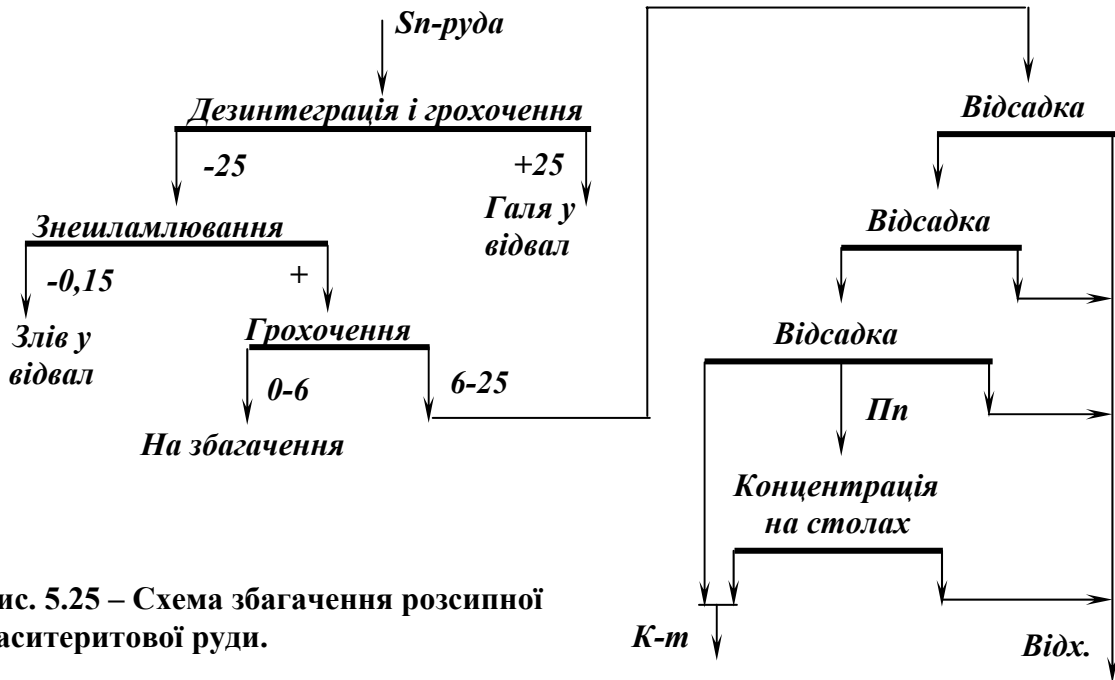 Sn-руда
Дезинтеграція і грохочення
Відсадка
-25
+25
Галя у
відвал
Знешламлювання
Відсадка
-0,15
+
Злів у
відвал
Грохочення
Відсадка
0-6
6-25
Пп
На збагачення
Концентрація
на столах
ис. 5.25 – Схема збагачення розсипної
аситеритової руди.
К-т
Відх.